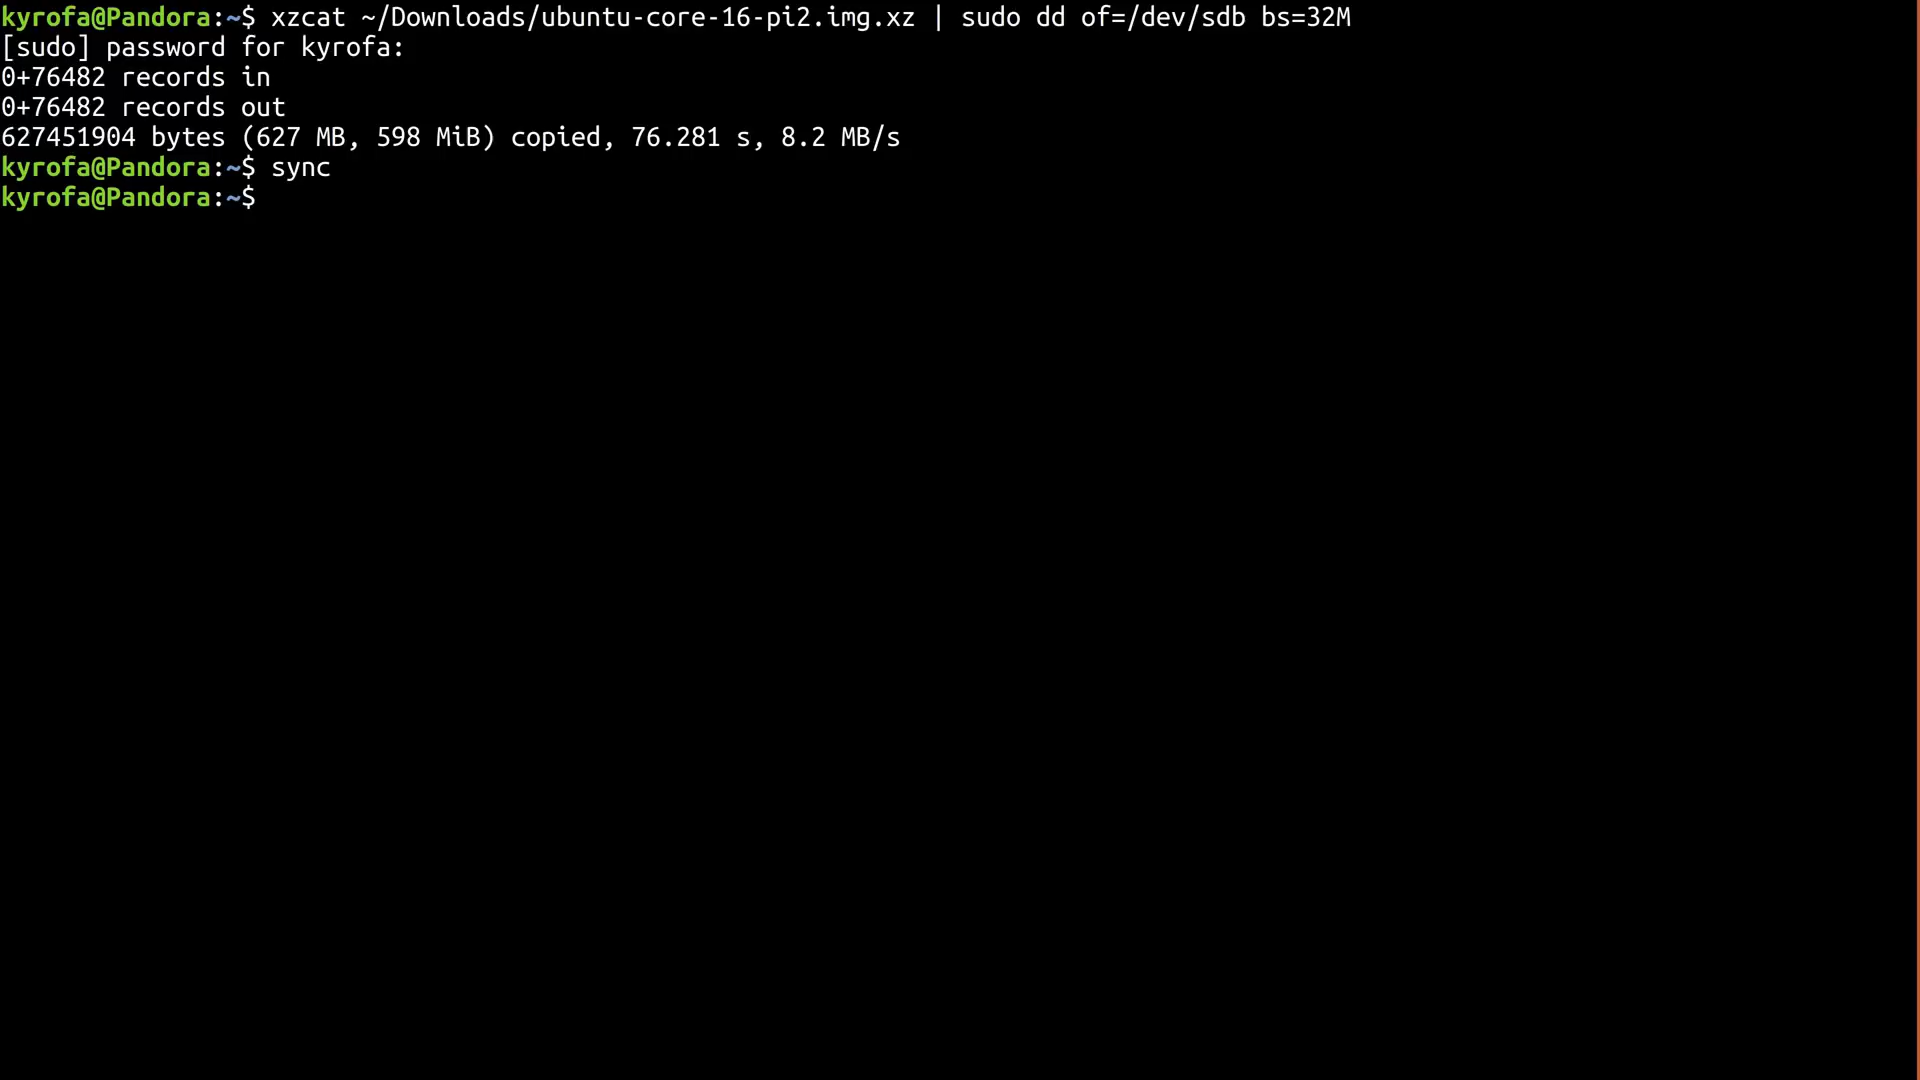 kyrofa@Pandora:~$ xzcat ~/Downloads/ubuntu-core-16-pi2.img.xz | sudo dd of=/dev/sdb bs=32M
[sudo] password for kyrofa:
0+76482 records in
0+76482 records out
627451904 bytes (627 MB, 598 MiB) copied, 76.281 s, 8.2 MB/s
kyrofa@Pandora:~$ sync
kyrofa@Pandora:~$